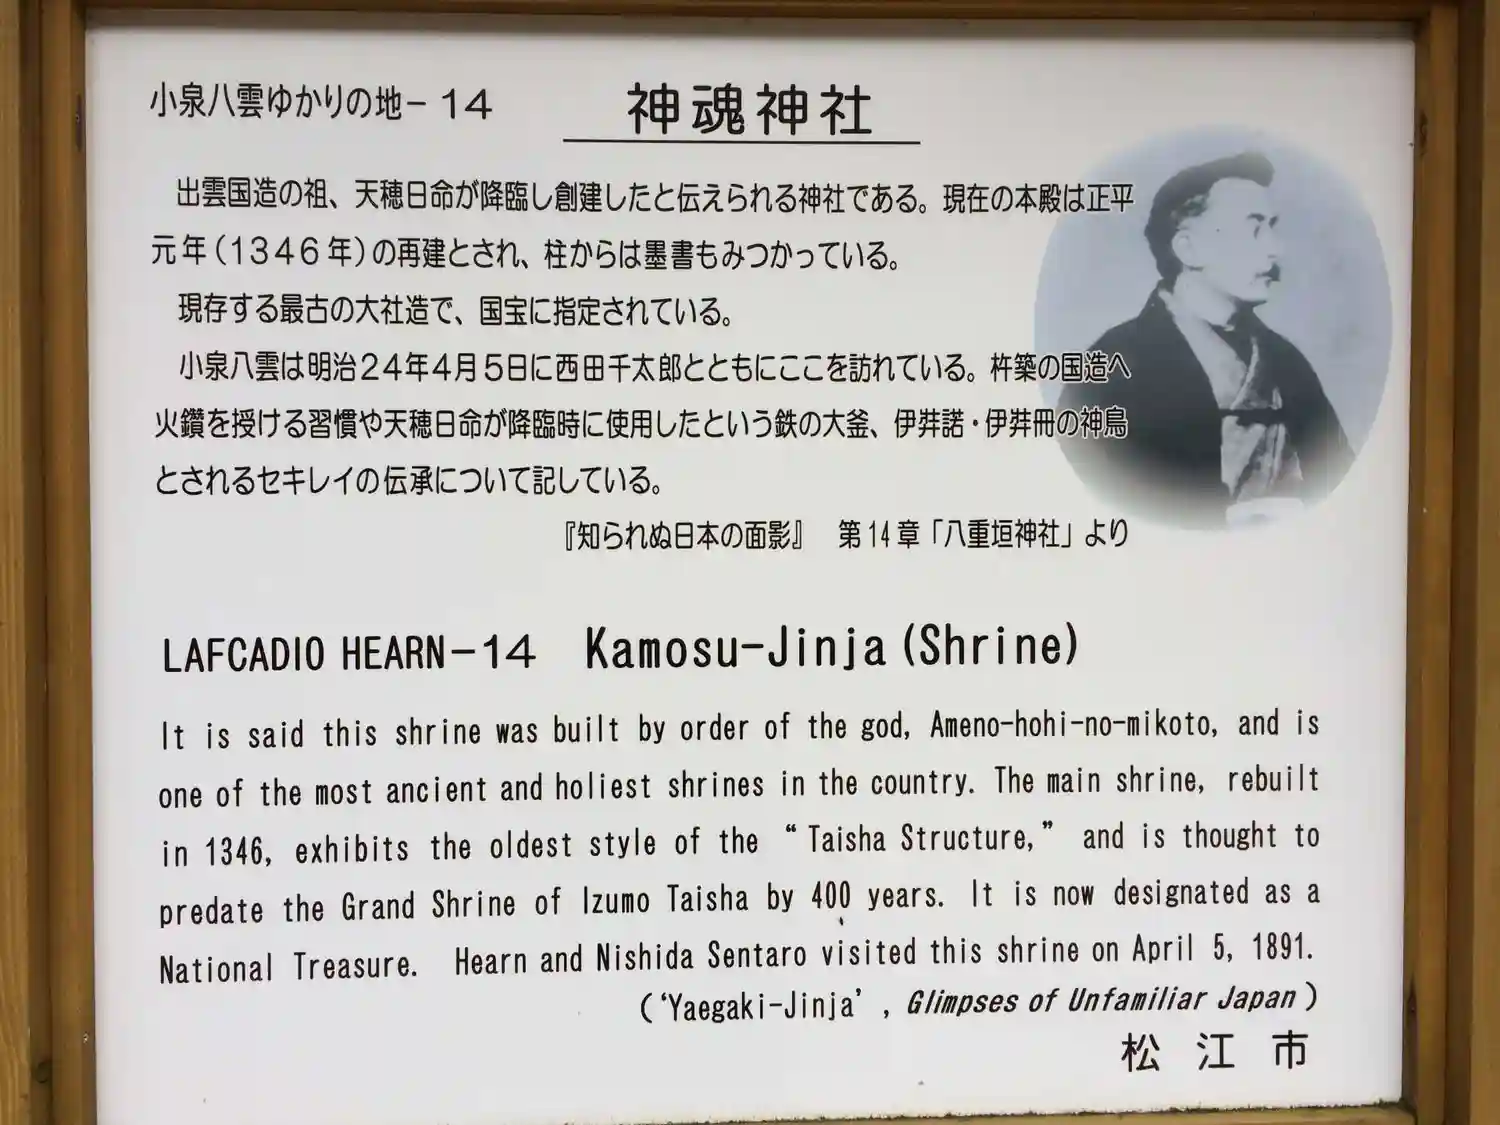 小泉八雲ゆかりの地−14　神魂神社
出雲国造の祖、天穂日命が降臨し創建したと伝えられる神社である。現在の本殿は正平
元年(1346年)の再建とされ、柱からは墨書もみつかっている。
現存する最古の大社造で、国宝に指定されている。
小泉八雲は明治24年4月5日に西田千太郎とともにここを訪れている。杵築の国造へ
火鑽を授ける習慣や天穂日命が降臨時に使用したという鉄の大釜、伊弉諾・伊弉冊の神鳥
とされるセキレイの伝承について記している。
『知られぬ日本の面影』　第14章「八重垣神社」より
LAFCADIO HEARN−14　Kamosu-Jinja (Shrine)
It is said this shrine was built by order of the god, Ameno-hohi-no-mikoto, and is
one of the most ancient and holiest shrines in the country. The main shrine, rebuilt
in 1346, exhibits the oldest style of the “Taisha Structure,” and is thought to
predate the Grand Shrine of Izumo Taisha by 400 years. It is now designated as a
National Treasure. Hearn and Nishida Sentaro visited this shrine on April 5, 1891.
(‘Yaegaki-Jinja’, Glimpses of Unfamiliar Japan)
松江市